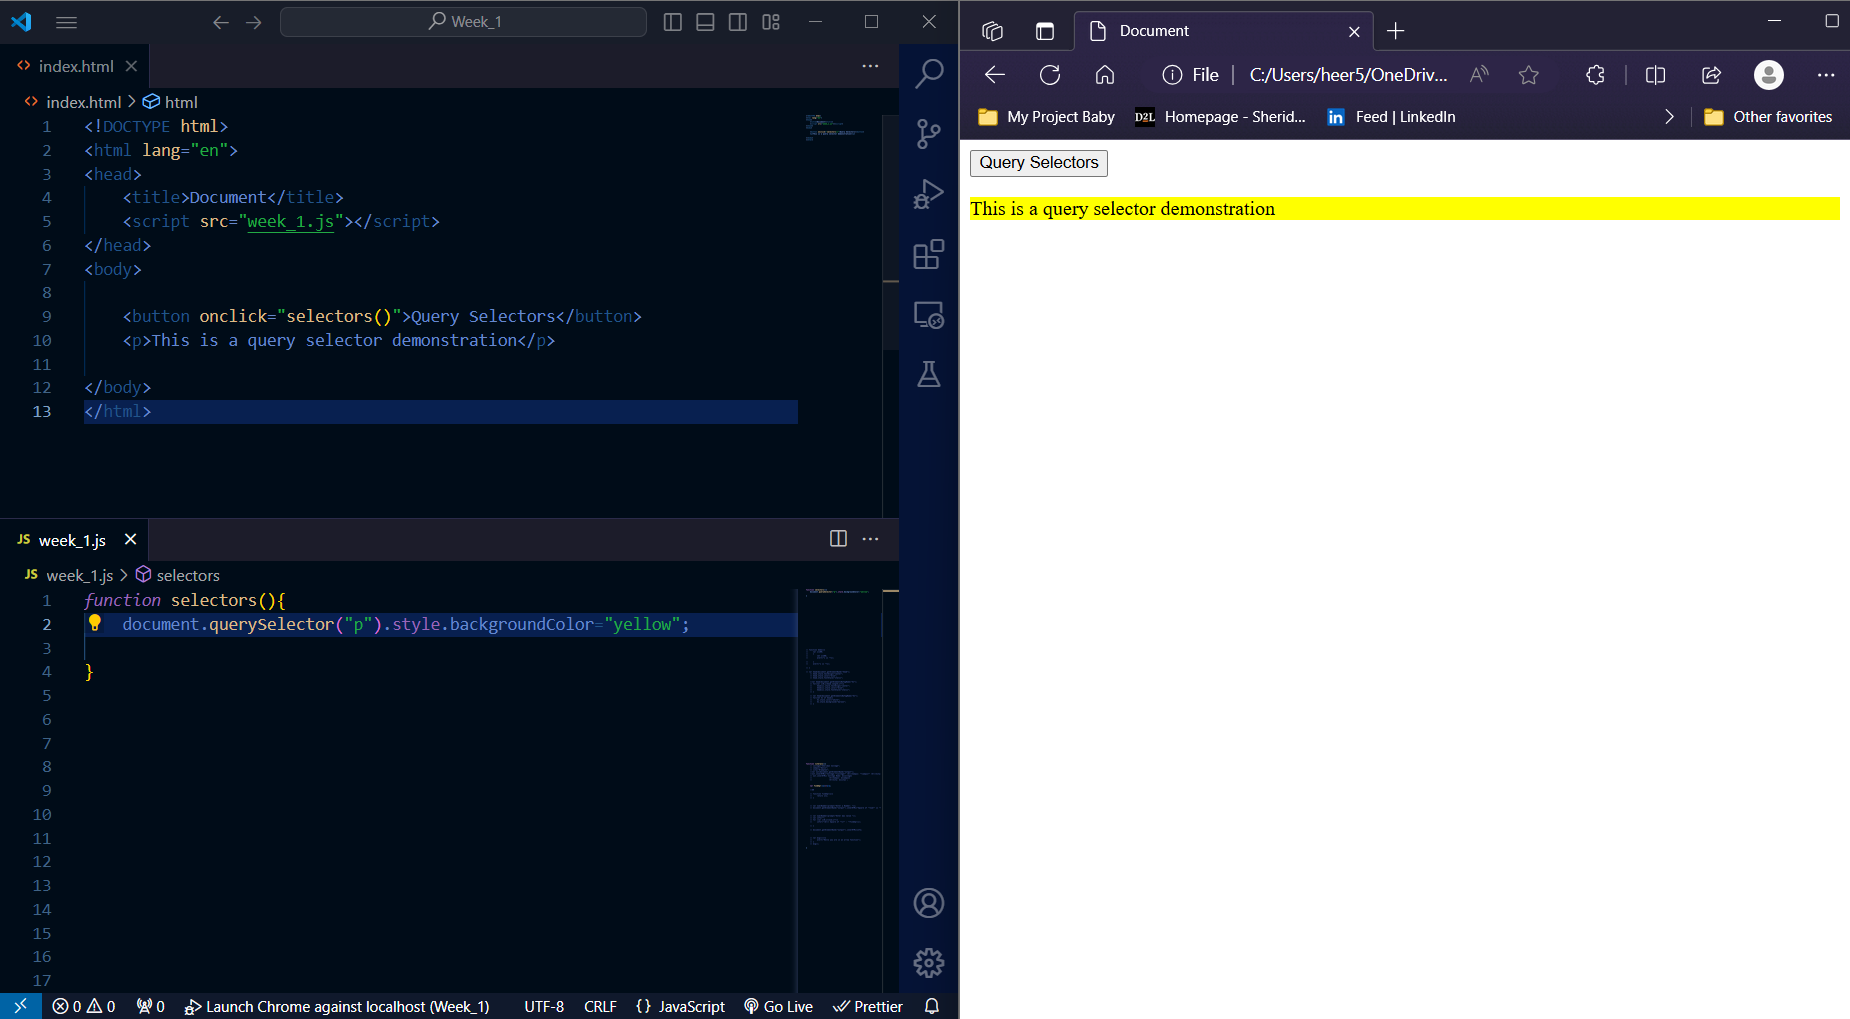 Week_1
index.html
index.html > html
1 <!DOCTYPE html>
2 <html lang="en">
3 <head>
4 <title>Document</title>
5 <script src="week_1.js"></script>
6 </head>
7 <body>
8
9 <button onclick="selectors()">Query Selectors</button>
10 <p>This is a query selector demonstration</p>
11
12 </body>
13 </html>
JS week_1.js
JS week_1.js > selectors
1 function selectors(){
2 document.querySelector("p").style.backgroundColor="yellow";
3
4 }
5
6
7
8
9
10
11
12
13
14
15
16
17
0 0 0 Launch Chrome against localhost (Week_1) UTF-8 CRLF {} JavaScript Go Live Prettier
Document
File C:/Users/heer5/OneDriv...
My Project Baby D2L Homepage - Sherid... in Feed | LinkedIn Other favorites
Query Selectors
This is a query selector demonstration